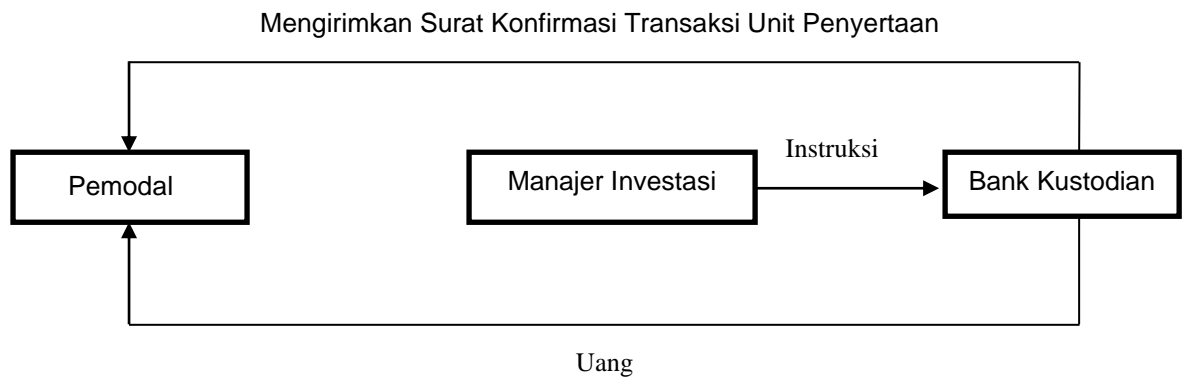 Mengirimkan Surat Konfirmasi Transaksi Unit Penyertaan
Instruksi
Pemodal
Manajer Investasi
Bank Kustodian
Uang